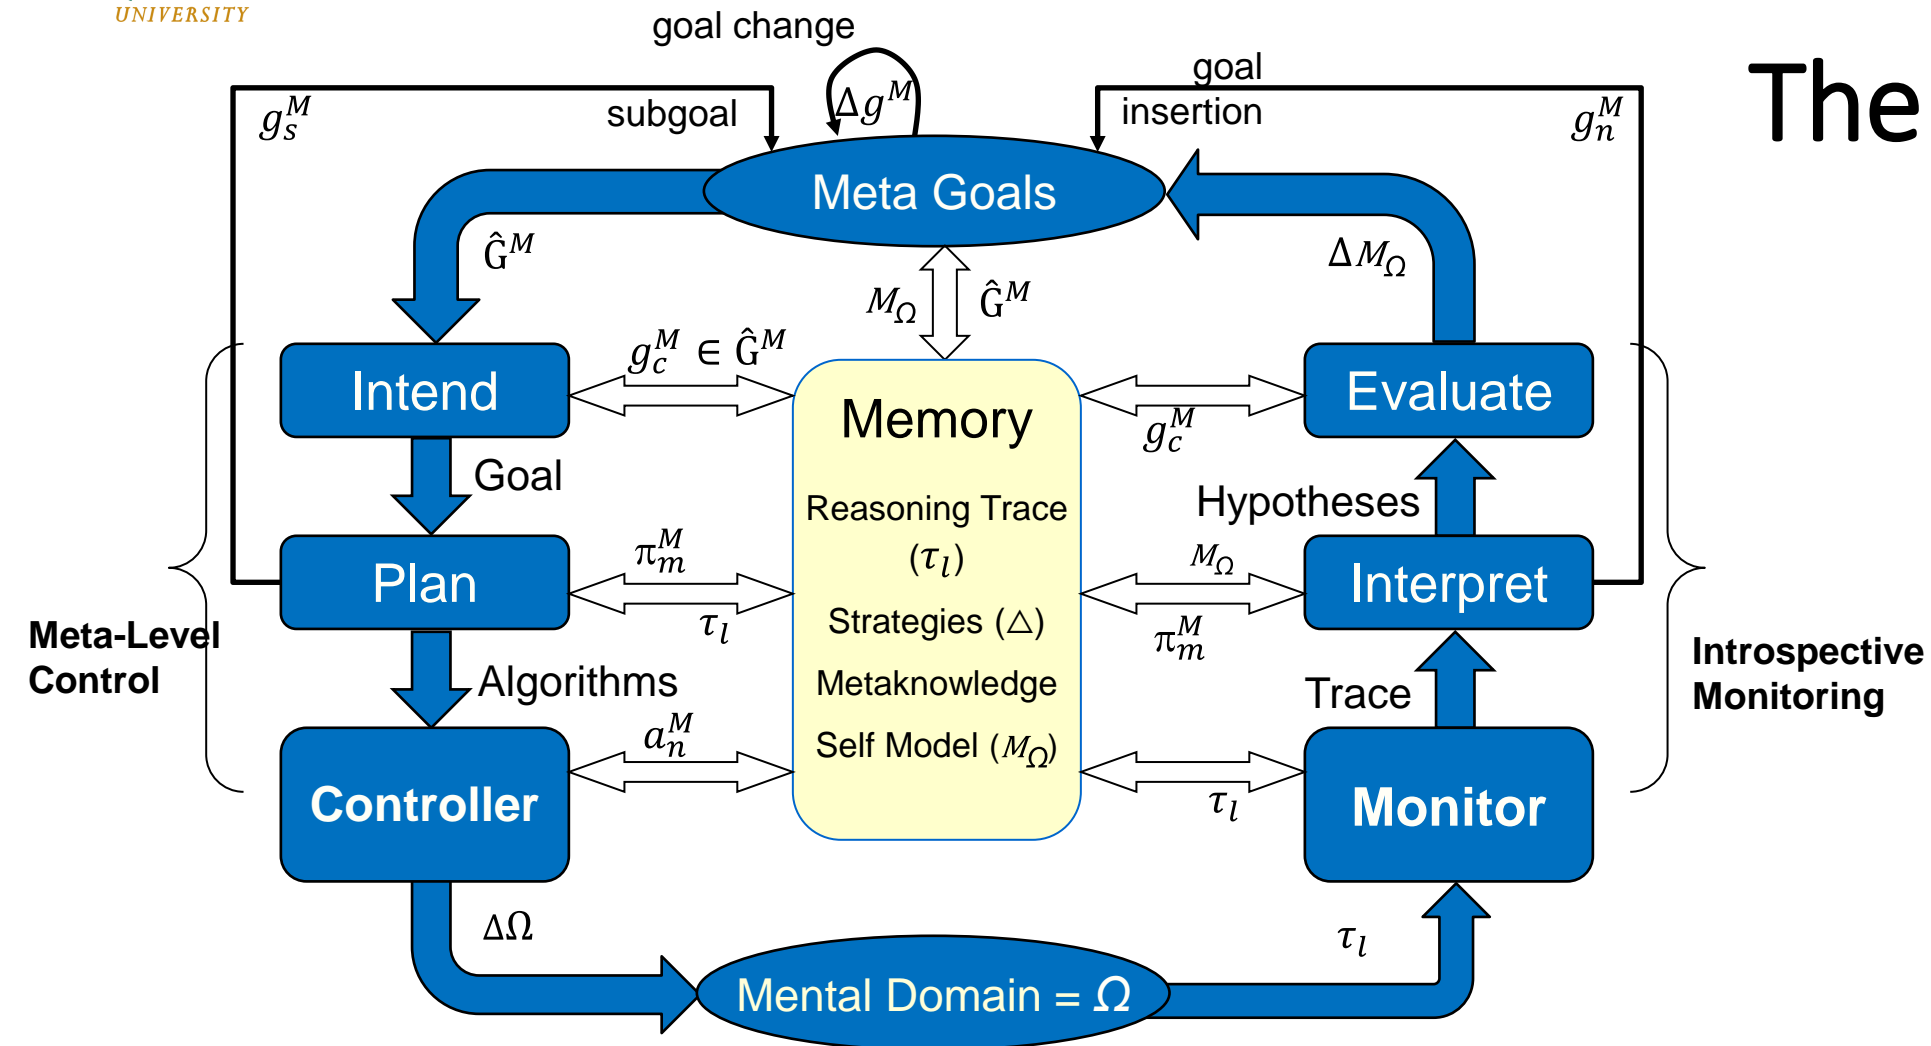 UNIVERSITY
The
goal change
Δg^M
g_s^M
subgoal
goal
insertion
g_n^M
Meta Goals
Ĝ^M
M_Ω
Ĝ^M
ΔM_Ω
Intend
g_c^M ∈ Ĝ^M
Memory
g_c^M
Evaluate
Goal
Reasoning Trace
(τ_l)
Hypotheses
Plan
π_m^M
τ_l
Strategies (△)
M_Ω
π_m^M
Interpret
Meta-Level
Control
Algorithms
Metaknowledge
Trace
Introspective
Monitoring
Controller
a_n^M
Self Model (M_Ω)
τ_l
Monitor
ΔΩ
Mental Domain = Ω
τ_l